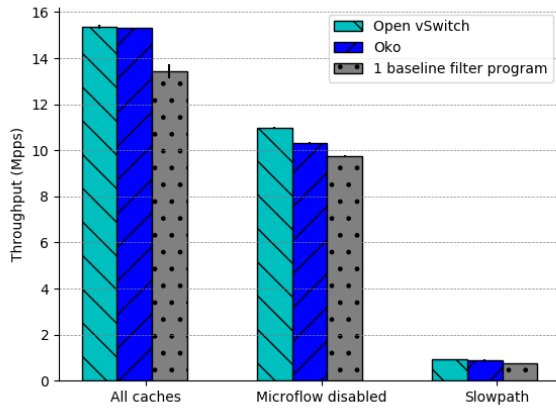 16
14
12
10
8
6
4
2
0
Throughput (Mpps)
Open vSwitch
Oko
1 baseline filter program
All caches
Microflow disabled
Slowpath